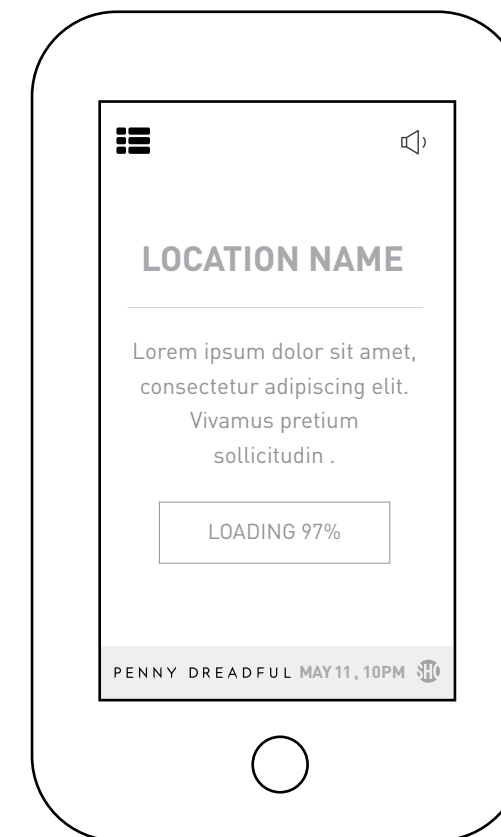 LOCATION NAME
Lorem ipsum dolor sit amet,
consectetur adipiscing elit.
Vivamus pretium
sollicitudin .
LOADING 97%
PENNY DREADFUL MAY 11, 10PM SHO